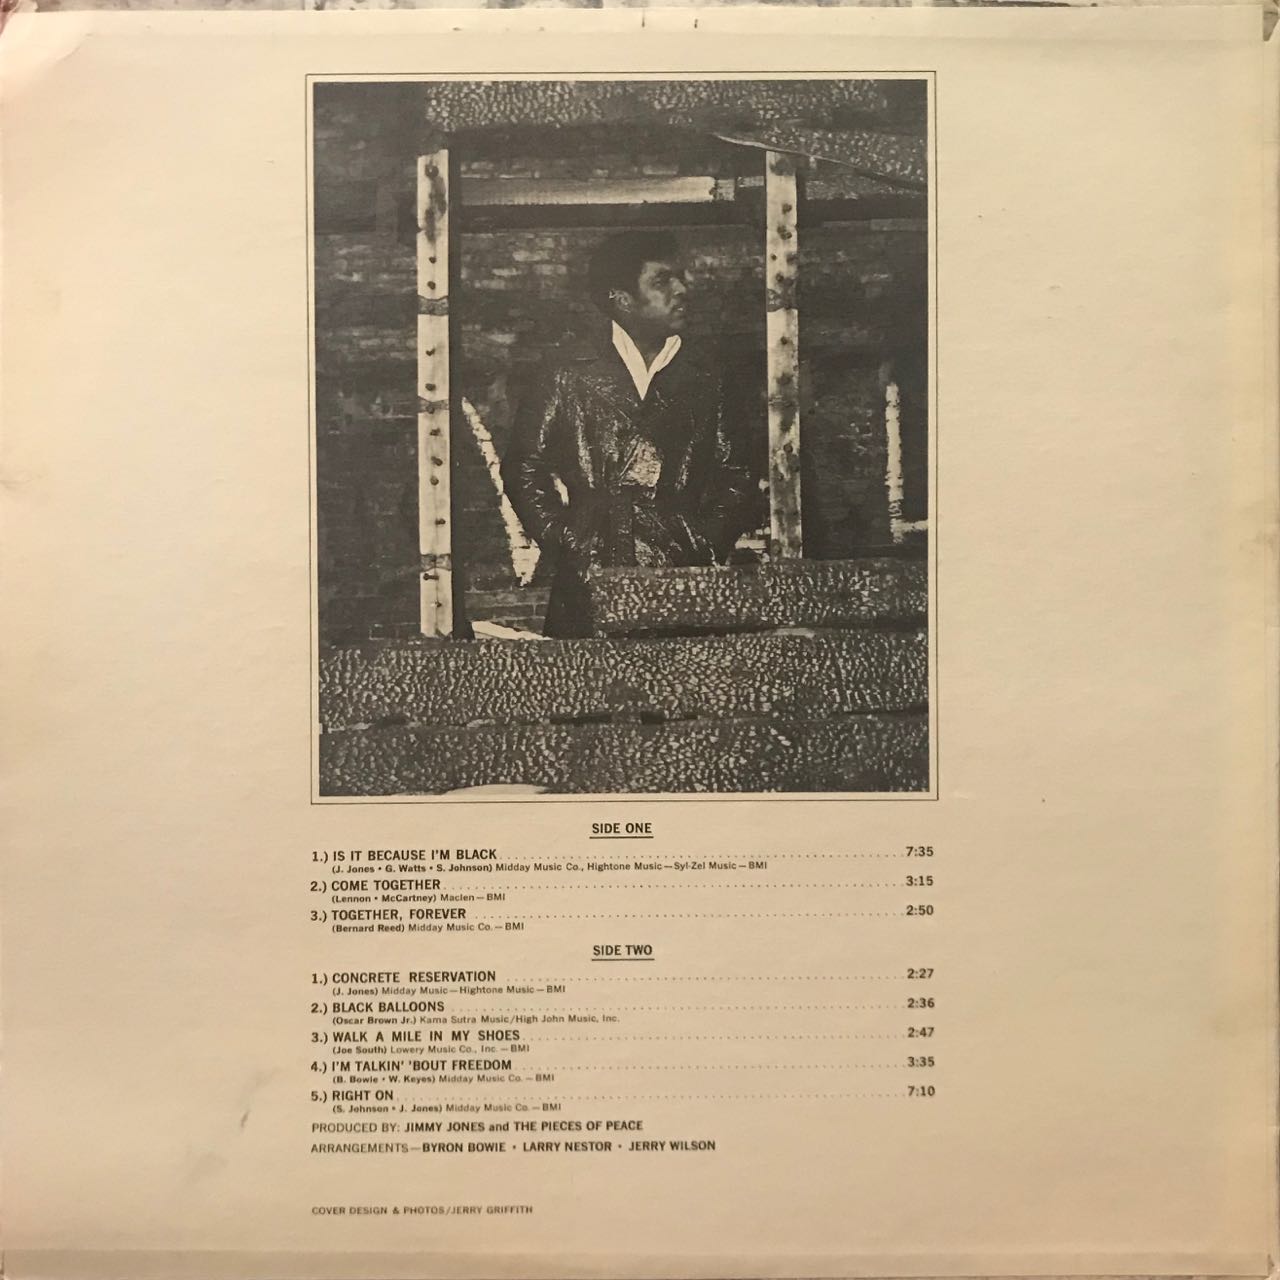 SIDE ONE
1.) IS IT BECAUSE I'M BLACK . . . . . . . . . . . . . . . . . . . . . . . . . . . . . . 7:35
(J. Jones • G. Watts • S. Johnson) Midday Music Co., Hightone Music—Syl-Zel Music—BMI
2.) COME TOGETHER . . . . . . . . . . . . . . . . . . . . . . . . . . . . . . 3:15
(Lennon • McCartney) Maclen—BMI
3.) TOGETHER, FOREVER . . . . . . . . . . . . . . . . . . . . . . . . . . . . . . 2:50
(Bernard Reed) Midday Music Co.—BMI
SIDE TWO
1.) CONCRETE RESERVATION . . . . . . . . . . . . . . . . . . . . . . . . . . . . . . 2:27
(J. Jones) Midday Music—Hightone Music—BMI
2.) BLACK BALLOONS . . . . . . . . . . . . . . . . . . . . . . . . . . . . . . 2:36
(Oscar Brown Jr.) Kama Sutra Music/High John Music, Inc.
3.) WALK A MILE IN MY SHOES . . . . . . . . . . . . . . . . . . . . . . . . . . . . . . 2:47
(Joe South) Lowery Music Co., Inc.—BMI
4.) I'M TALKIN' 'BOUT FREEDOM . . . . . . . . . . . . . . . . . . . . . . . . . . . . . . 3:35
(B. Bowie • W. Keyes) Midday Music Co.—BMI
5.) RIGHT ON . . . . . . . . . . . . . . . . . . . . . . . . . . . . . . 7:10
(S. Johnson • J. Jones) Midday Music Co.—BMI
PRODUCED BY: JIMMY JONES and THE PIECES OF PEACE
ARRANGEMENTS—BYRON BOWIE • LARRY NESTOR • JERRY WILSON
COVER DESIGN & PHOTOS/JERRY GRIFFITH